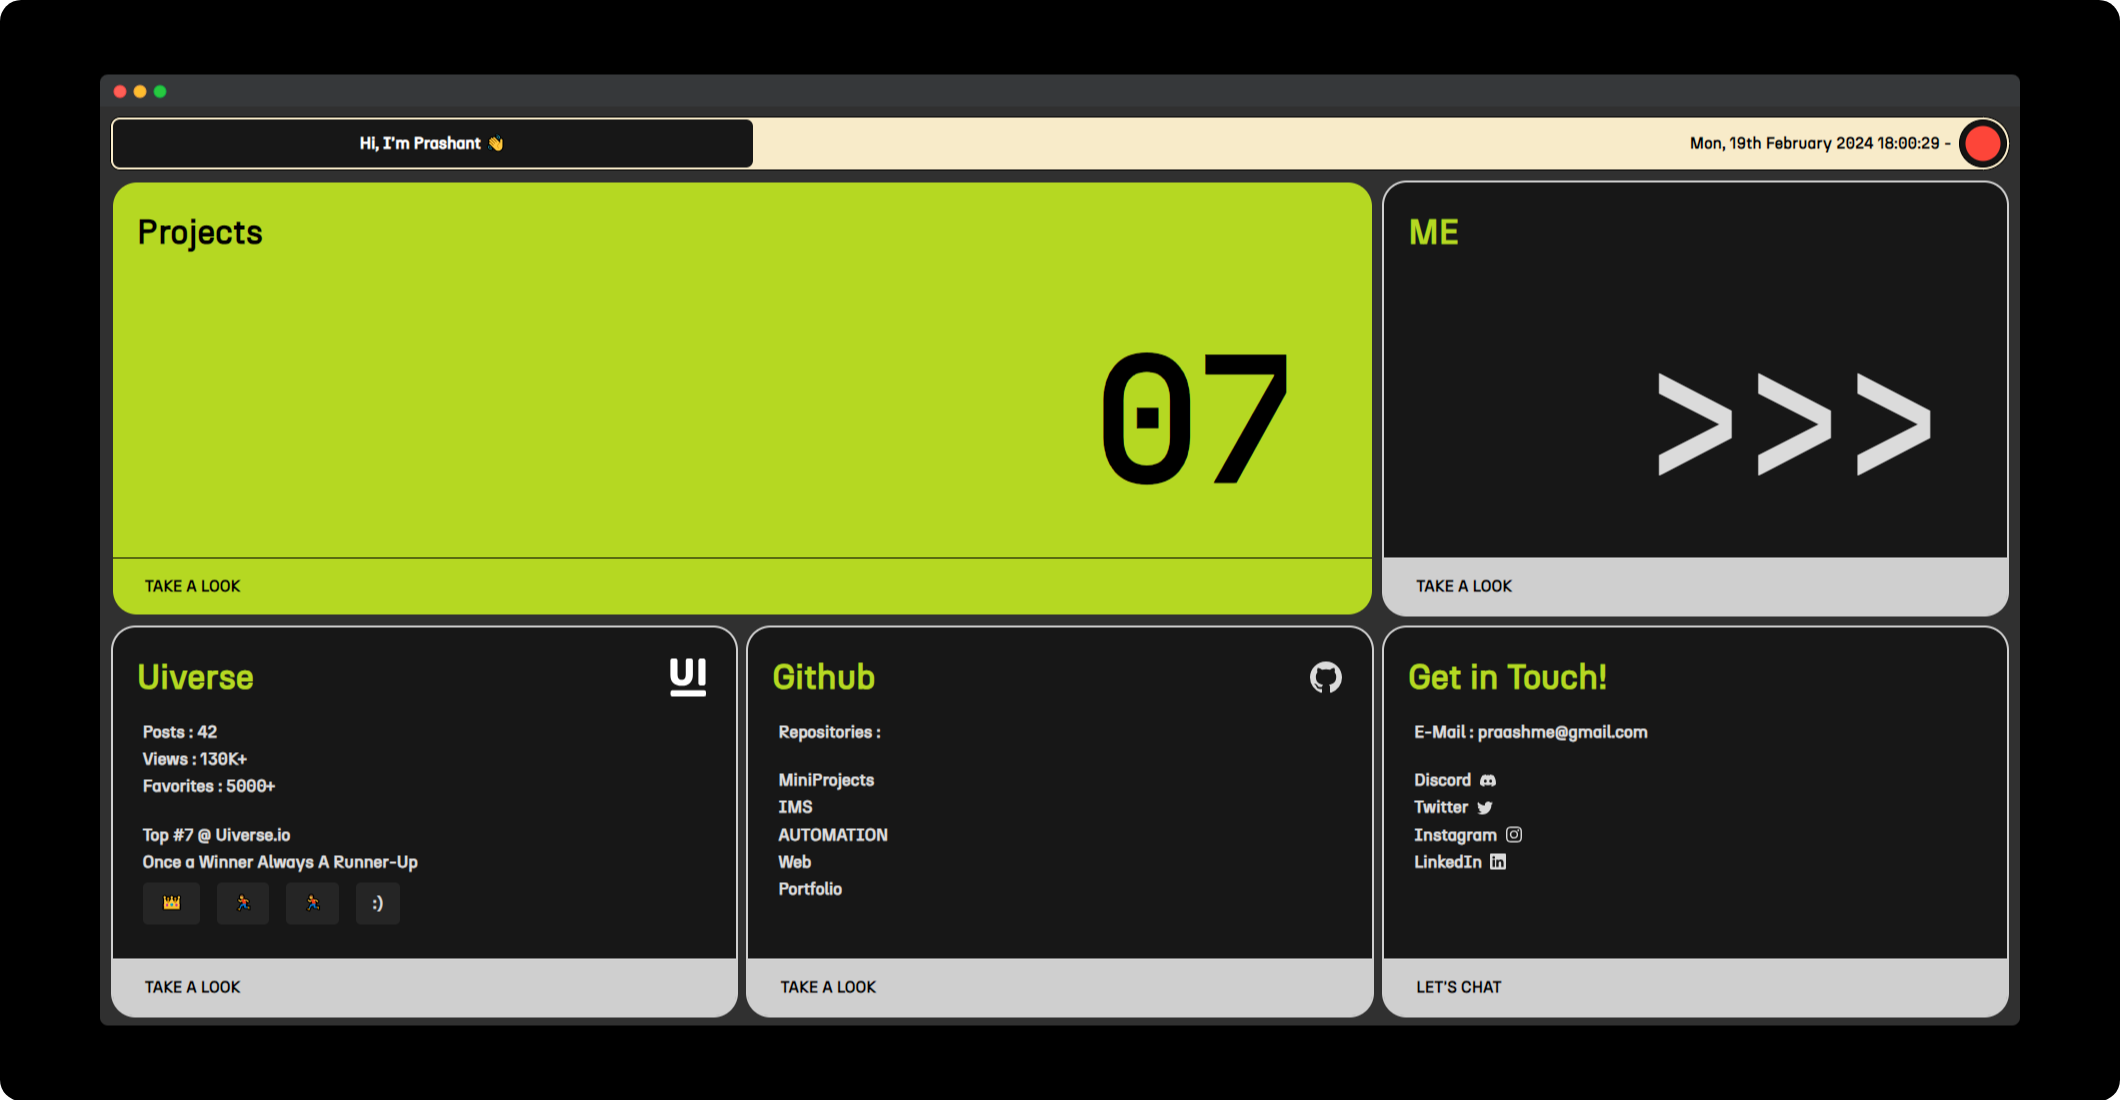 Hi, I'm Prashant 👋
Mon, 19th February 2024 18:00:29 -
Projects
07
TAKE A LOOK
ME
>>>
TAKE A LOOK
Uiverse
UI
Posts : 42
Views : 130K+
Favorites : 5000+
Top #7 @ Uiverse.io
Once a Winner Always A Runner-Up
:)
TAKE A LOOK
Github
Repositories :
MiniProjects
IMS
AUTOMATION
Web
Portfolio
TAKE A LOOK
Get in Touch!
E-Mail : praashme@gmail.com
Discord
Twitter
Instagram
LinkedIn in
LET'S CHAT